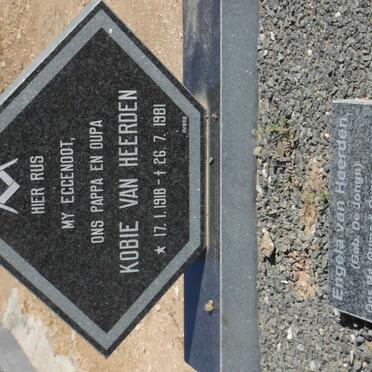 HIER RUS
MY EGGENOOT,
ONS PAPPA EN OUPA
KOBIE VAN HEERDEN
★ 17. 1. 1916 - † 26. 7. 1981
Engela van Heerden
(Geb. De Jongh)